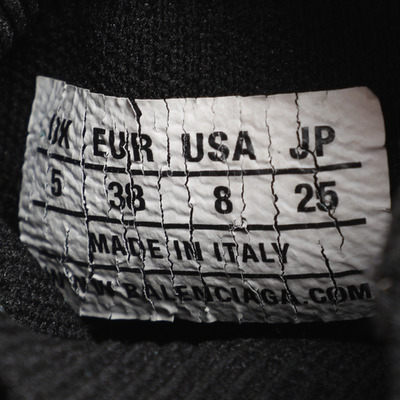 UK EUR USA JP
5 38 8 25
MADE IN ITALY
WWW.BALENCIAGA.COM